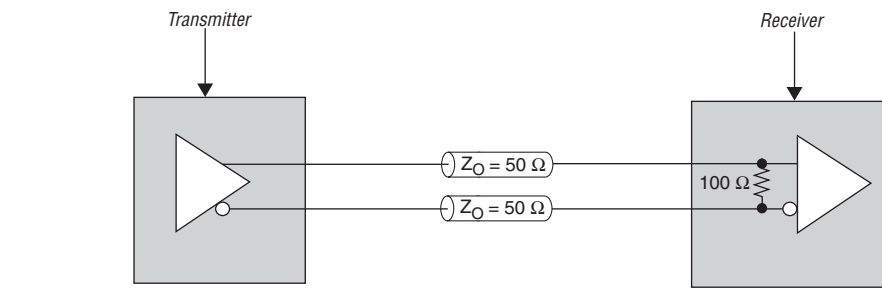 Transmitter
Receiver
Z_O = 50 Ω
100 Ω
Z_O = 50 Ω